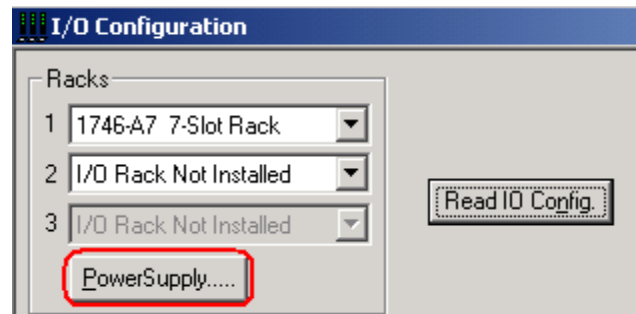 I/O Configuration
Racks
1 1746-A7 7-Slot Rack
2 I/O Rack Not Installed
Read IO Config.
3 I/O Rack Not Installed
PowerSupply.....